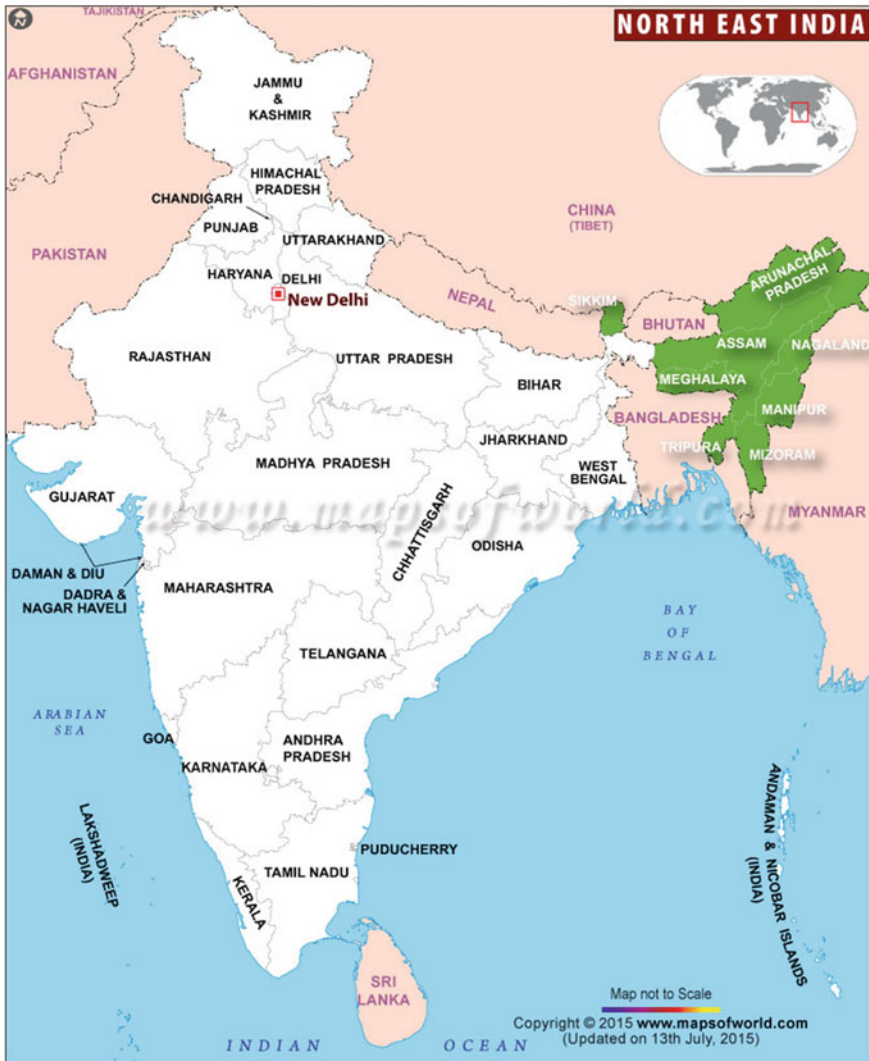 N
TAJIKISTAN
NORTH EAST INDIA
AFGHANISTAN
JAMMU
&
KASHMIR
HIMACHAL
PRADESH
CHANDIGARH
PUNJAB
UTTARAKHAND
CHINA
(TIBET)
PAKISTAN
HARYANA
DELHI
New Delhi
NEPAL
SIKKIM
BHUTAN
ARUNACHAL
PRADESH
ASSAM
NAGALAND
RAJASTHAN
UTTAR PRADESH
BIHAR
MEGHALAYA
MANIPUR
BANGLADESH
TRIPURA
MIZORAM
JHARKHAND
MADHYA PRADESH
WEST
BENGAL
GUJARAT
www.mapsofworld.com
MYANMAR
CHHATTISGARH
ODISHA
DAMAN & DIU
DADRA &
NAGAR HAVELI
MAHARASHTRA
TELANGANA
BAY
OF
BENGAL
ARABIAN
SEA
GOA
KARNATAKA
ANDHRA
PRADESH
LAKSHADWEEP
(INDIA)
ANDAMAN & NICOBAR ISLANDS
(INDIA)
PUDUCHERRY
TAMIL NADU
KERALA
SRI
LANKA
Map not to Scale
Copyright © 2015 www.mapsofworld.com
(Updated on 13th July, 2015)
INDIAN OCEAN